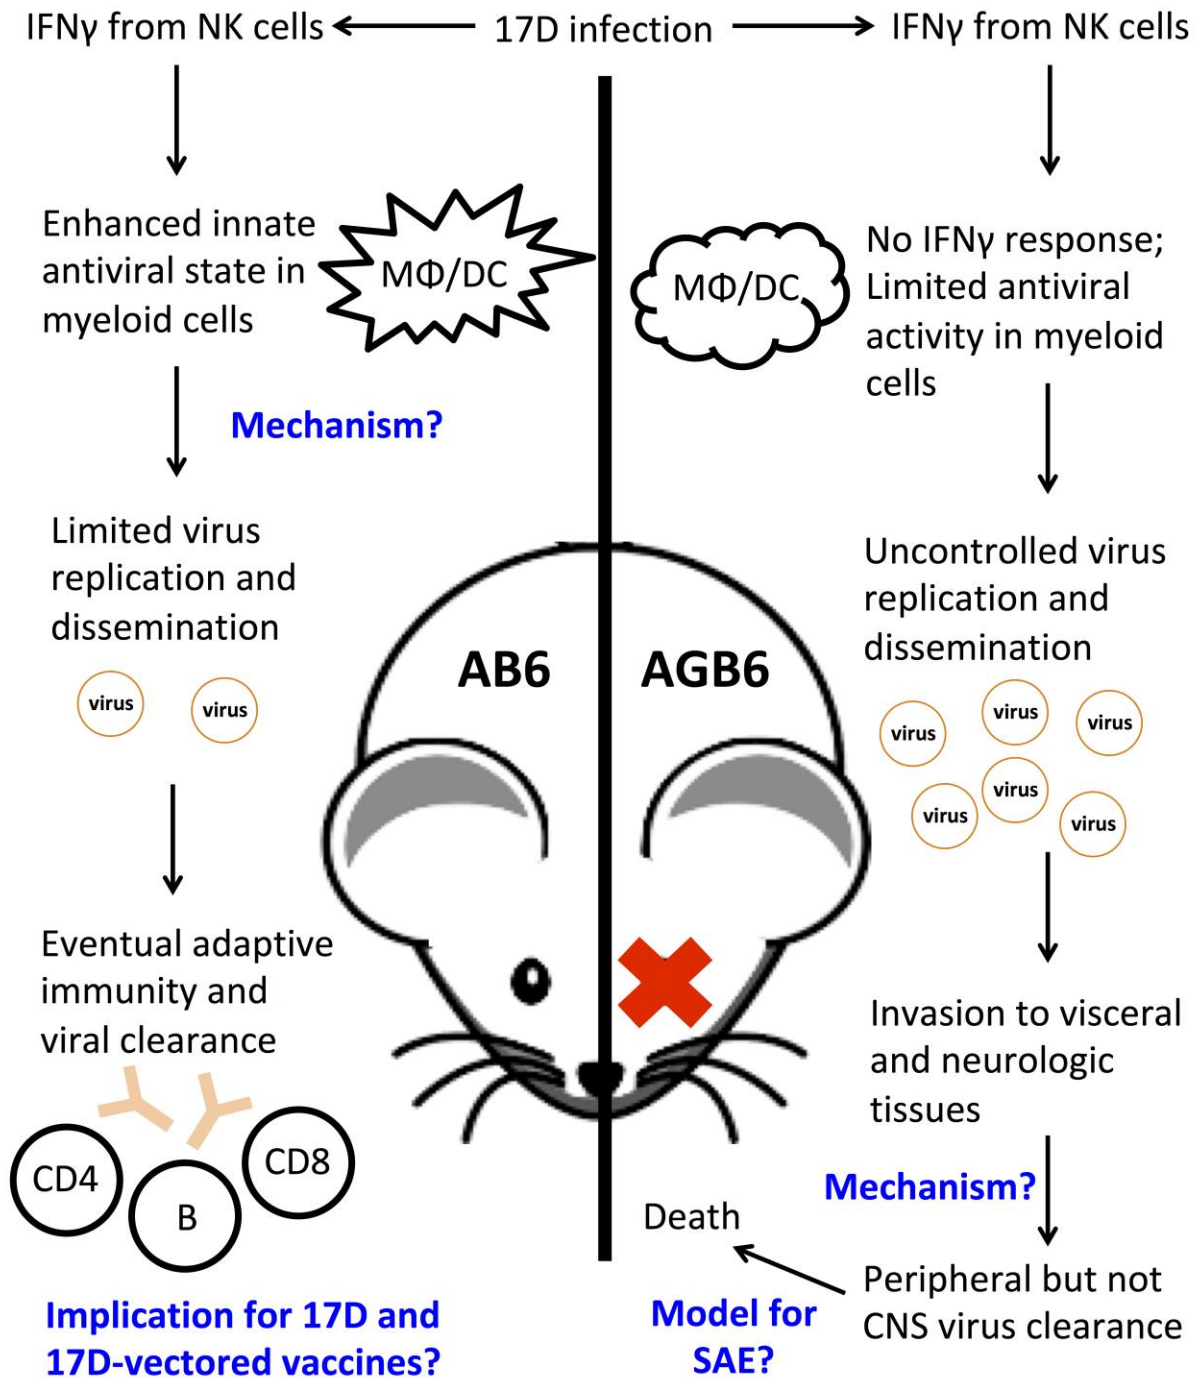 IFNγ from NK cells
17D infection
IFNγ from NK cells
Enhanced innate
antiviral state in
myeloid cells
MΦ/DC
MΦ/DC
No IFNγ response;
Limited antiviral
activity in myeloid
cells
Mechanism?
Limited virus
replication and
dissemination
virus
virus
AB6
AGB6
Uncontrolled virus
replication and
dissemination
virus
virus
virus
virus
virus
virus
Eventual adaptive
immunity and
viral clearance
CD4
B
CD8
Invasion to visceral
and neurologic
tissues
Mechanism?
Death
Peripheral but not
CNS virus clearance
Implication for 17D and
17D-vectored vaccines?
Model for
SAE?